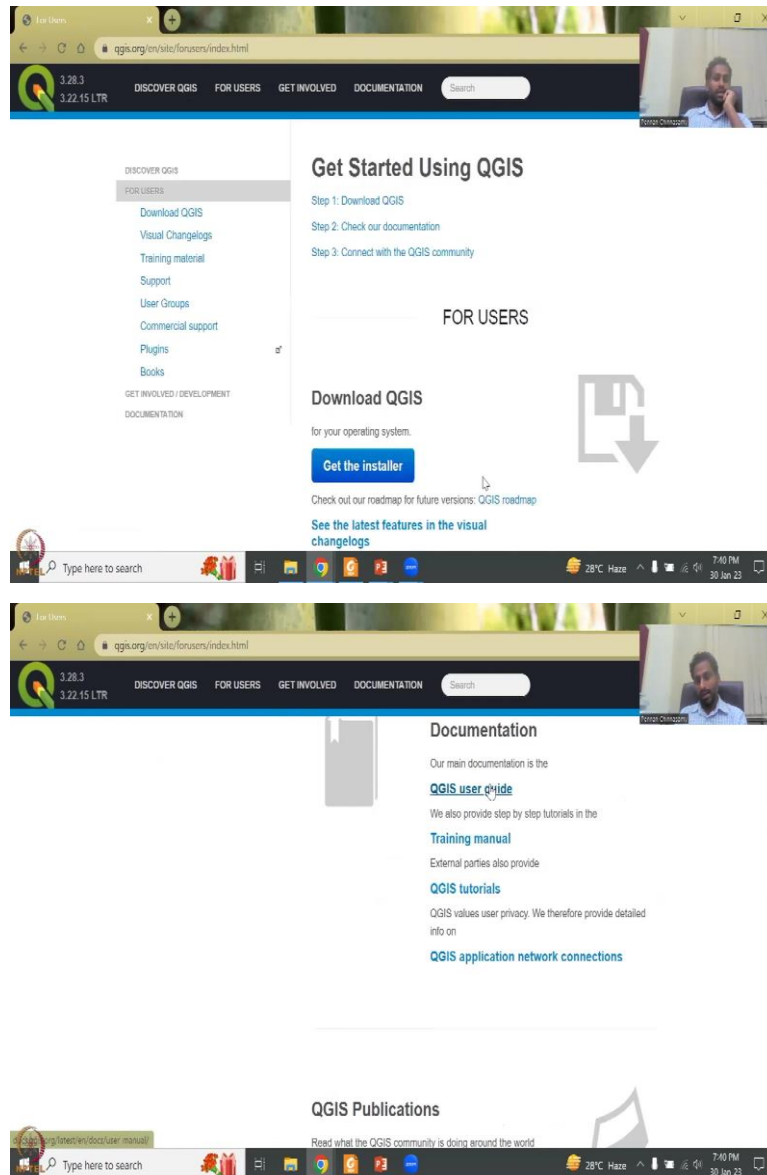 For Users
qgis.org/en/site/forusers/index.html
3.28.3
3.22.15 LTR
DISCOVER QGIS
FOR USERS
GET INVOLVED
DOCUMENTATION
Search
Ponnan Chinnasamy
DISCOVER QGIS
FOR USERS
Download QGIS
Visual Changelogs
Training material
Support
User Groups
Commercial support
Plugins
Books
GET INVOLVED / DEVELOPMENT
DOCUMENTATION
Get Started Using QGIS
Step 1: Download QGIS
Step 2: Check our documentation
Step 3: Connect with the QGIS community
FOR USERS
Download QGIS
for your operating system.
Get the installer
Check out our roadmap for future versions: QGIS roadmap
See the latest features in the visual
changelogs
NPTEL
Type here to search
28°C Haze
7:40 PM
30 Jan 23
For Users
qgis.org/en/site/forusers/index.html
3.28.3
3.22.15 LTR
DISCOVER QGIS
FOR USERS
GET INVOLVED
DOCUMENTATION
Search
Ponnan Chinnasamy
Documentation
Our main documentation is the
QGIS user guide
We also provide step by step tutorials in the
Training manual
External parties also provide
QGIS tutorials
QGIS values user privacy. We therefore provide detailed
info on
QGIS application network connections
QGIS Publications
Read what the QGIS community is doing around the world
NPTEL
Type here to search
28°C Haze
7:40 PM
30 Jan 23